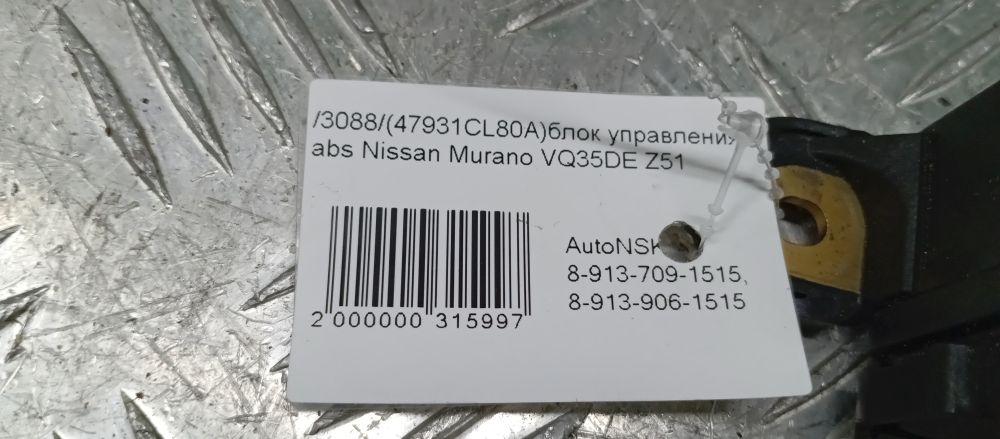 /3088/(47931CL80A)блок управления
abs Nissan Murano VQ35DE Z51
AutoNSK
8-913-709-1515,
8-913-906-1515
2 000000 315997